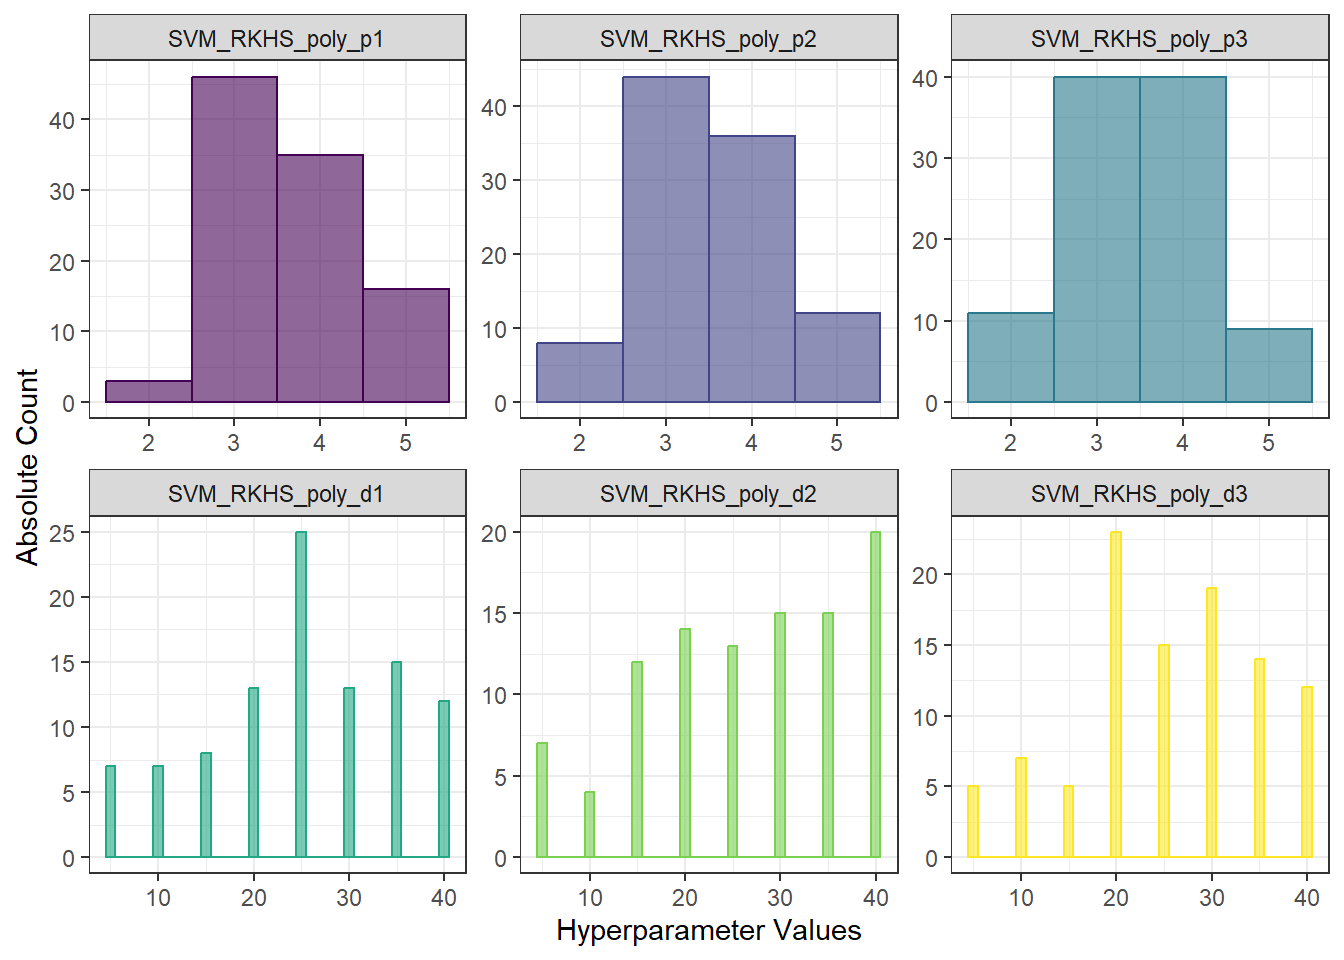 SVM_RKHS_poly_p1
SVM_RKHS_poly_p2
SVM_RKHS_poly_p3
40
30
20
10
0
40
30
20
10
0
40
30
20
10
0
2 3 4 5
2 3 4 5
2 3 4 5
Absolute Count
SVM_RKHS_poly_d1
SVM_RKHS_poly_d2
SVM_RKHS_poly_d3
25
20
15
10
5
0
20
15
10
5
0
20
15
10
5
0
10 20 30 40
10 20 30 40
10 20 30 40
Hyperparameter Values